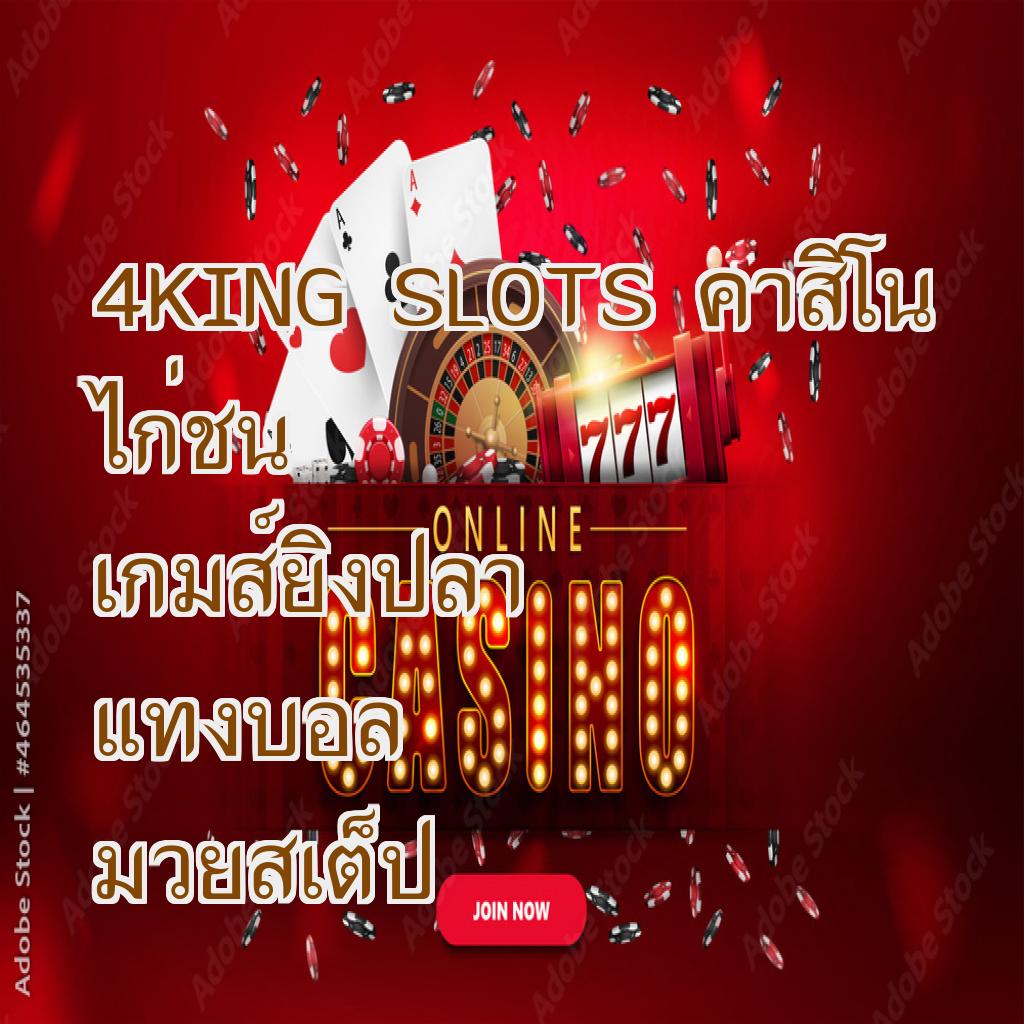 4KING SLOTS คาสิโน
ไก่ชน
ONLINE
เกมส์ยิงปลา
CASINO
แทงบอล
มวยสเต็ป
JOIN NOW
777
A
A
Adobe Stock | #464535337
Adobe Stock